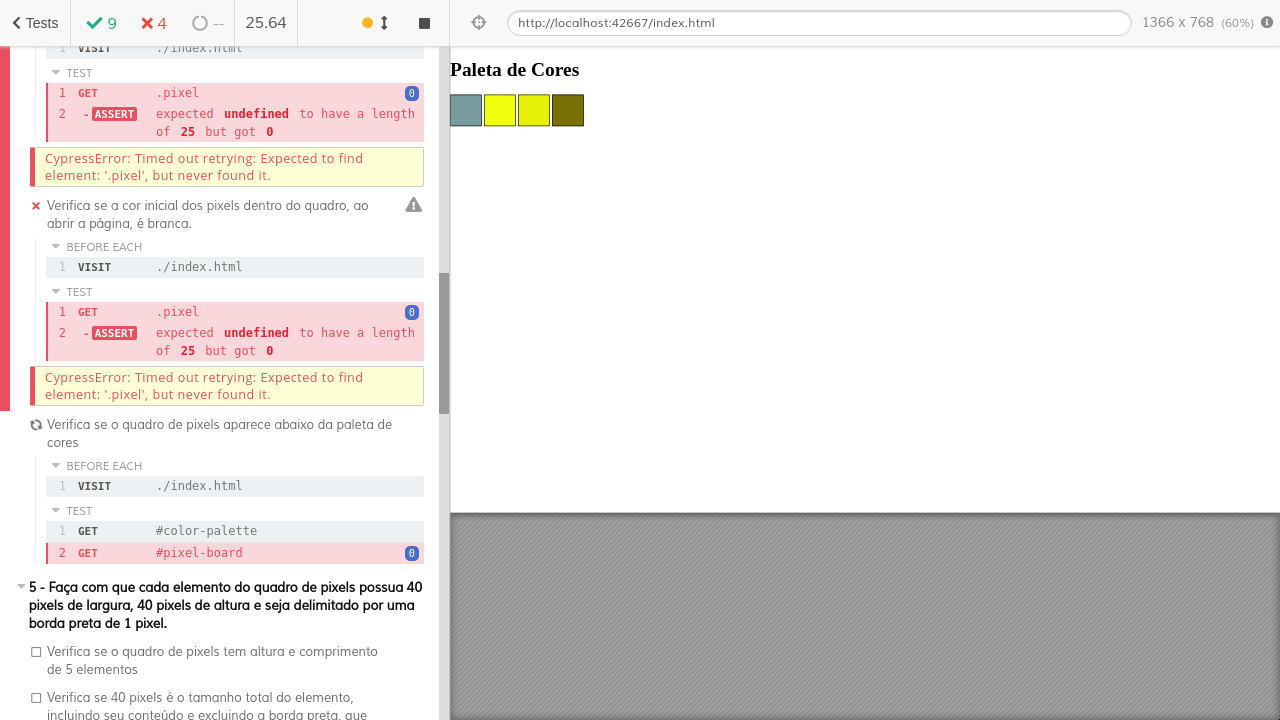 Tests
9
4
--
25.64
http://localhost:42667/index.html
1366 x 768 (60%)
1 VISIT ./index.html
TEST
1 GET .pixel 0
2 - ASSERT expected undefined to have a length
of 25 but got 0
CypressError: Timed out retrying: Expected to find
element: '.pixel', but never found it.
Verifica se a cor inicial dos pixels dentro do quadro, ao
abrir a página, é branca.
BEFORE EACH
1 VISIT ./index.html
TEST
1 GET .pixel 0
2 - ASSERT expected undefined to have a length
of 25 but got 0
CypressError: Timed out retrying: Expected to find
element: '.pixel', but never found it.
Verifica se o quadro de pixels aparece abaixo da paleta de
cores
BEFORE EACH
1 VISIT ./index.html
TEST
1 GET #color-palette
2 GET #pixel-board 0
5 - Faça com que cada elemento do quadro de pixels possua 40
pixels de largura, 40 pixels de altura e seja delimitado por uma
borda preta de 1 pixel.
Verifica se o quadro de pixels tem altura e comprimento
de 5 elementos
Verifica se 40 pixels é o tamanho total do elemento,
incluindo seu conteúdo e excluindo a borda preta, que
Paleta de Cores